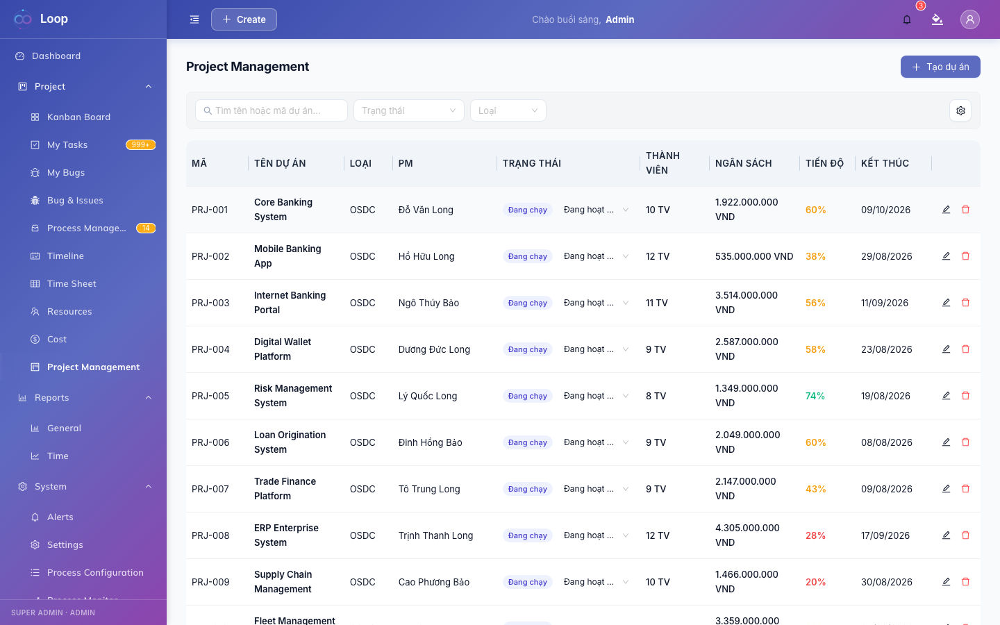 Loop
Create
Chào buổi sáng, Admin
3
Dashboard
Project
Kanban Board
My Tasks 999+
My Bugs
Bug & Issues
Process Manage... 14
Timeline
Time Sheet
Resources
Cost
Project Management
Reports
General
Time
System
Alerts
Settings
Process Configuration
Process Monitor
SUPER ADMIN · ADMIN
Project Management
Tạo dự án
Tìm tên hoặc mã dự án...
Trạng thái
Loại
MÃ TÊN DỰ ÁN LOẠI PM TRẠNG THÁI THÀNH VIÊN NGÂN SÁCH TIẾN ĐỘ KẾT THÚC
PRJ-001 Core Banking System OSDC Đỗ Văn Long Đang chạy Đang hoạt ... 10 TV 1.922.000.000 VND 60% 09/10/2026
PRJ-002 Mobile Banking App OSDC Hồ Hữu Long Đang chạy Đang hoạt ... 12 TV 535.000.000 VND 38% 29/08/2026
PRJ-003 Internet Banking Portal OSDC Ngô Thúy Bảo Đang chạy Đang hoạt ... 11 TV 3.514.000.000 VND 56% 11/09/2026
PRJ-004 Digital Wallet Platform OSDC Dương Đức Long Đang chạy Đang hoạt ... 9 TV 2.587.000.000 VND 58% 23/08/2026
PRJ-005 Risk Management System OSDC Lý Quốc Long Đang chạy Đang hoạt ... 8 TV 1.349.000.000 VND 74% 19/08/2026
PRJ-006 Loan Origination System OSDC Đinh Hồng Bảo Đang chạy Đang hoạt ... 9 TV 2.049.000.000 VND 60% 08/08/2026
PRJ-007 Trade Finance Platform OSDC Tô Trung Long Đang chạy Đang hoạt ... 9 TV 2.147.000.000 VND 43% 09/08/2026
PRJ-008 ERP Enterprise System OSDC Trịnh Thanh Long Đang chạy Đang hoạt ... 12 TV 4.305.000.000 VND 28% 17/09/2026
PRJ-009 Supply Chain Management OSDC Cao Phương Bảo Đang chạy Đang hoạt ... 10 TV 1.466.000.000 VND 20% 30/08/2026
Fleet Management 3.359.000.000